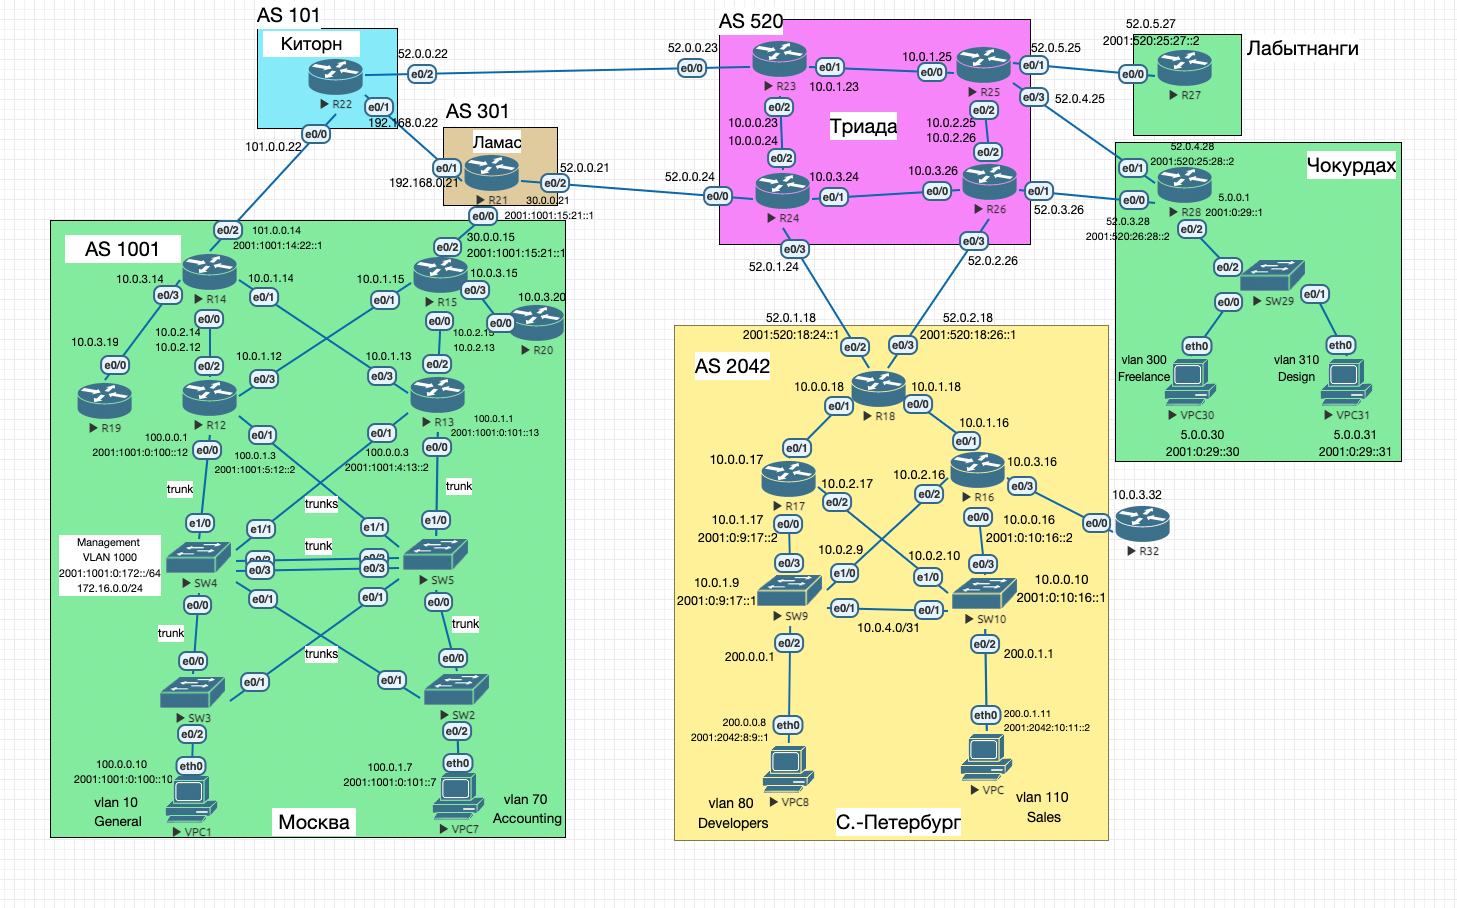 AS 101
Киторн
52.0.0.22
e0/2
R22
e0/1
192.168.0.22
e0/0
101.0.0.22
AS 301
Ламас
e0/1
192.168.0.21
R21
52.0.0.21
e0/2
30.0.0.21
e0/0
2001:1001:15:21::1
AS 520
52.0.0.23
e0/0
R23
e0/1
10.0.1.23
e0/2
10.0.0.23
10.0.0.24
e0/2
Триада
10.0.1.25
e0/0
R25
e0/2
10.0.2.25
10.0.2.26
e0/2
52.0.5.25
e0/1
e0/3
52.0.4.25
52.0.0.24
e0/0
R24
10.0.3.24
e0/1
10.0.3.26
e0/0
R26
e0/1
52.0.3.26
e0/3
52.0.1.24
e0/3
52.0.2.26
52.0.5.27
2001:520:25:27::2
e0/0
R27
Лабытнанги
Чокурдах
52.0.4.28
e0/1
2001:520:25:28::2
e0/0
R28
5.0.0.1
2001:0:29::1
52.0.3.28
2001:520:26:28::2
e0/2
e0/2
SW29
e0/0
e0/1
eth0
eth0
vlan 300
Freelance
VPC30
5.0.0.30
2001:0:29::30
vlan 310
Design
VPC31
5.0.0.31
2001:0:29::31
AS 1001
e0/2
101.0.0.14
2001:1001:14:22::1
10.0.3.14
e0/3
R14
10.0.1.14
e0/1
e0/0
10.0.2.14
10.0.2.12
e0/2
30.0.0.15
e0/2
2001:1001:15:21::1
10.0.1.15
e0/1
R15
10.0.3.15
e0/3
10.0.3.20
e0/0
R20
e0/0
10.0.2.13
e0/2
10.0.3.19
e0/0
R19
10.0.1.12
e0/3
R12
10.0.1.13
e0/3
R13
100.0.0.1
2001:1001:0:100::12
e0/0
e0/1
100.0.1.3
2001:1001:5:12::2
e0/1
100.0.0.3
2001:1001:4:13::2
100.0.1.1
2001:1001:0:101::13
e0/0
trunk
trunks
trunk
e1/0
e1/1
e1/1
e1/0
Management
VLAN 1000
2001:1001:0:172::/64
172.16.0.0/24
SW4
trunk
e0/3
e0/3
SW5
e0/0
e0/1
e0/1
e0/0
trunk
trunks
trunk
e0/0
e0/1
e0/1
e0/0
SW3
SW2
e0/2
e0/2
100.0.0.10
2001:1001:0:100::10
eth0
100.0.1.7
2001:1001:0:101::7
eth0
vlan 10
General
VPC1
Москва
VPC7
vlan 70
Accounting
AS 2042
52.0.1.18
2001:520:18:24::1
e0/2
52.0.2.18
2001:520:18:26::1
e0/3
10.0.0.18
e0/1
R18
10.0.1.18
e0/0
e0/1
10.0.0.17
R17
10.0.2.17
e0/2
10.0.1.16
e0/1
R16
10.0.2.16
e0/2
10.0.3.16
e0/3
10.0.3.32
e0/0
R32
10.0.1.17
2001:0:9:17::2
e0/0
e0/3
e0/0
10.0.0.16
2001:0:10:16::2
e0/3
10.0.2.9
e1/0
10.0.2.10
e1/0
10.0.1.9
2001:0:9:17::1
SW9
e0/1
e0/1
10.0.4.0/31
SW10
10.0.0.10
2001:0:10:16::1
e0/2
200.0.0.1
e0/2
200.0.1.1
200.0.0.8
2001:2042:8:9::1
eth0
eth0
200.0.1.11
2001:2042:10:11::2
vlan 80
Developers
VPC8
С.-Петербург
VPC
vlan 110
Sales